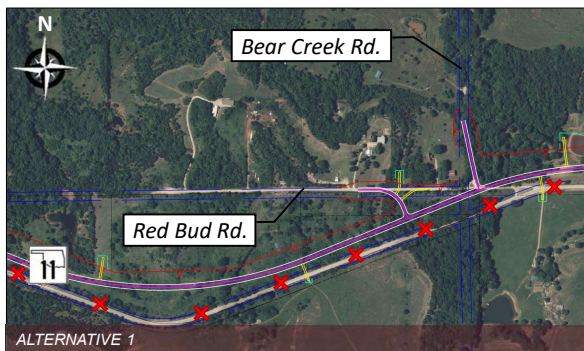 N
Bear Creek Rd.
Red Bud Rd.
11
ALTERNATIVE 1